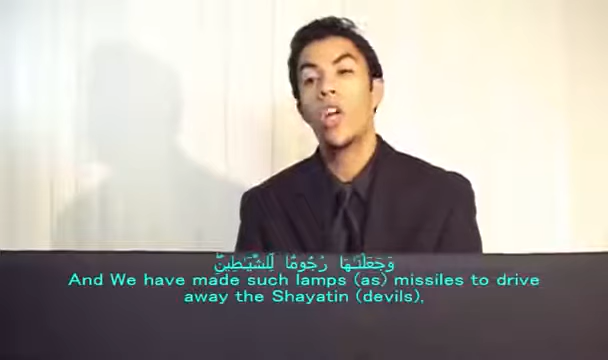 وَجَعَلْنَـٰهَا رُجُومًا لِّلشَّيَـٰطِينِۖ
And We have made such lamps (as) missiles to drive
away the Shayatin (devils),